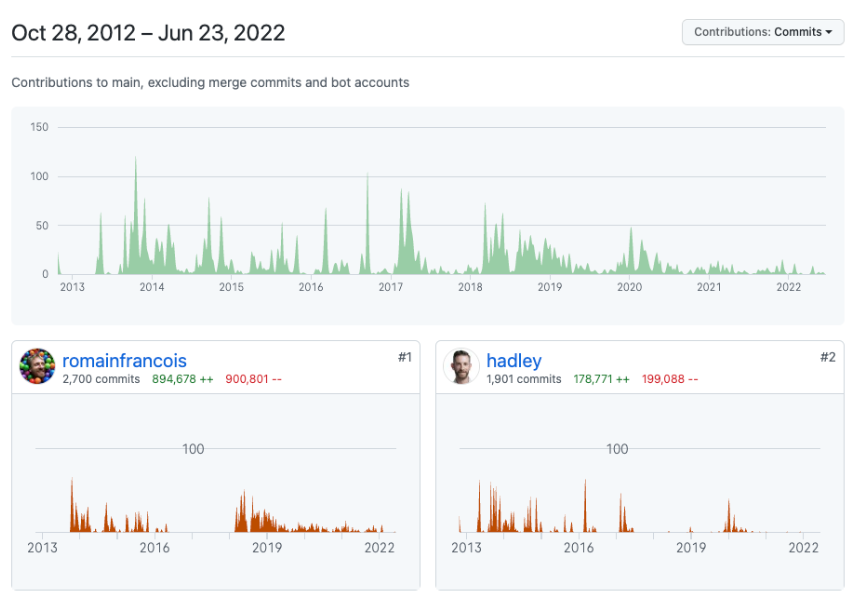 Oct 28, 2012 – Jun 23, 2022
Contributions: Commits
Contributions to main, excluding merge commits and bot accounts
150
100
50
0
2013 2014 2015 2016 2017 2018 2019 2020 2021 2022
romainfrancois
#1
2,700 commits 894,678 ++ 900,801 --
100
2013 2016 2019 2022
hadley
#2
1,901 commits 178,771 ++ 199,088 --
100
2013 2016 2019 2022